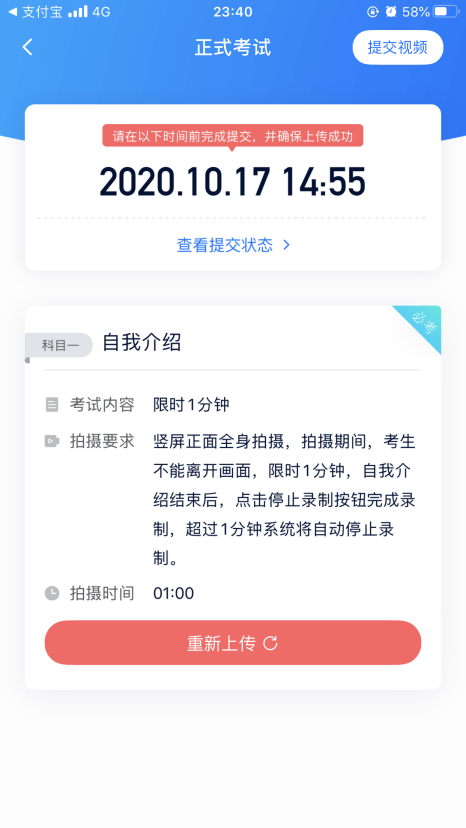 支付宝 4G 23:40 58%
正式考试 提交视频
请在以下时间前完成提交，并确保上传成功
2020.10.17 14:55
查看提交状态
必考
科目一 自我介绍
考试内容 限时1分钟
拍摄要求 竖屏正面全身拍摄，拍摄期间，考生
不能离开画面，限时1分钟，自我介
绍结束后，点击停止录制按钮完成录
制，超过1分钟系统将自动停止录
制。
拍摄时间 01:00
重新上传